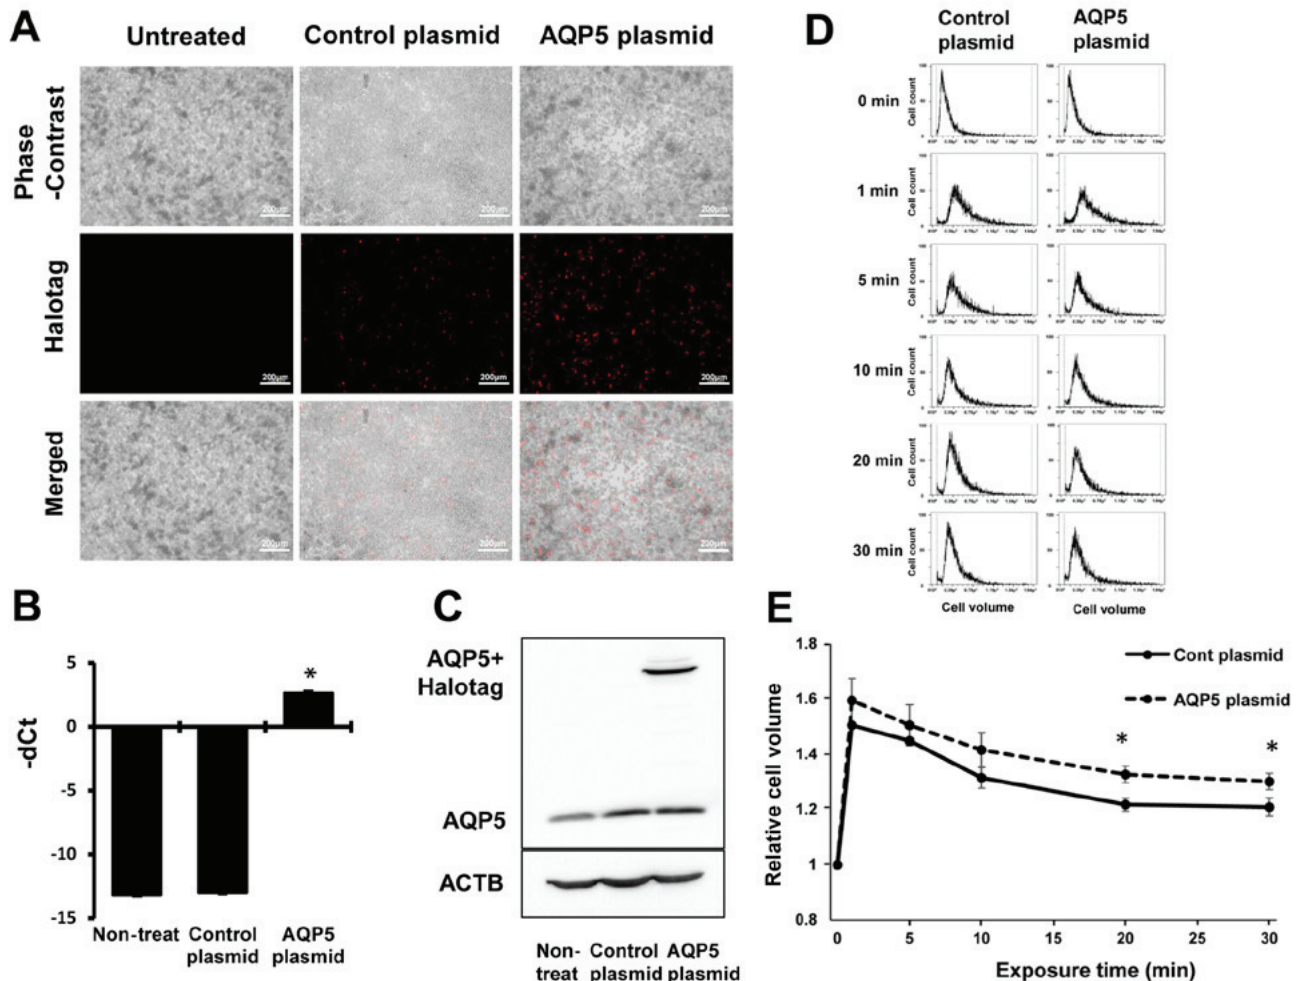 A
Untreated
Control plasmid
AQP5 plasmid
Phase
-Contrast
200μm
200μm
200μm
Halotag
200μm
200μm
200μm
Merged
200μm
200μm
200μm
B
-dCt
5
0
-5
-10
-15
*
Non-treat
Control
plasmid
AQP5
plasmid
C
AQP5+
Halotag
AQP5
ACTB
Non-
treat
Control
plasmid
AQP5
plasmid
D
Control
plasmid
AQP5
plasmid
0 min
Cell count
1 min
Cell count
5 min
Cell count
10 min
Cell count
20 min
Cell count
30 min
Cell count
Cell volume
Cell volume
E
Relative cell volume
1.8
1.6
1.4
1.2
1
0.8
Cont plasmid
AQP5 plasmid
*
*
0
5
10
15
20
25
30
Exposure time (min)